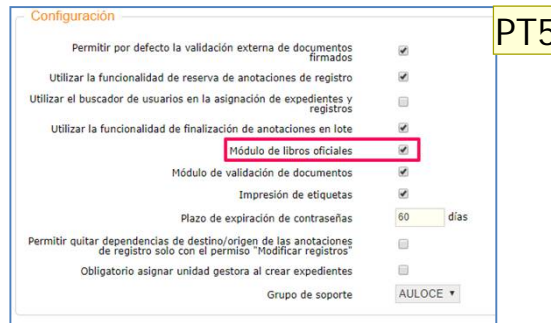 Configuración
PT5
Permitir por defecto la validación externa de documentos
firmados
Utilizar la funcionalidad de reserva de anotaciones de registro
Utilizar el buscador de usuarios en la asignación de expedientes y
registros
Utilizar la funcionalidad de finalización de anotaciones en lote
Módulo de libros oficiales
Módulo de validación de documentos
Impresión de etiquetas
Plazo de expiración de contraseñas 60 días
Permitir quitar dependencias de destino/origen de las anotaciones
de registro solo con el permiso "Modificar registros"
Obligatorio asignar unidad gestora al crear expedientes
Grupo de soporte AULOCE